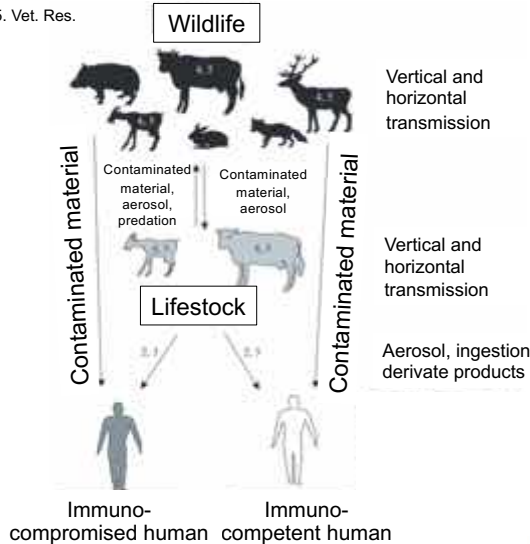 5. Vet. Res.
Wildlife
Vertical and
horizontal
transmission
Contaminated material
Contaminated
material,
aerosol,
predation
Contaminated
material,
aerosol
Contaminated material
Vertical and
horizontal
transmission
Lifestock
Aerosol, ingestion
derivate products
Immuno-
compromised human
Immuno-
competent human